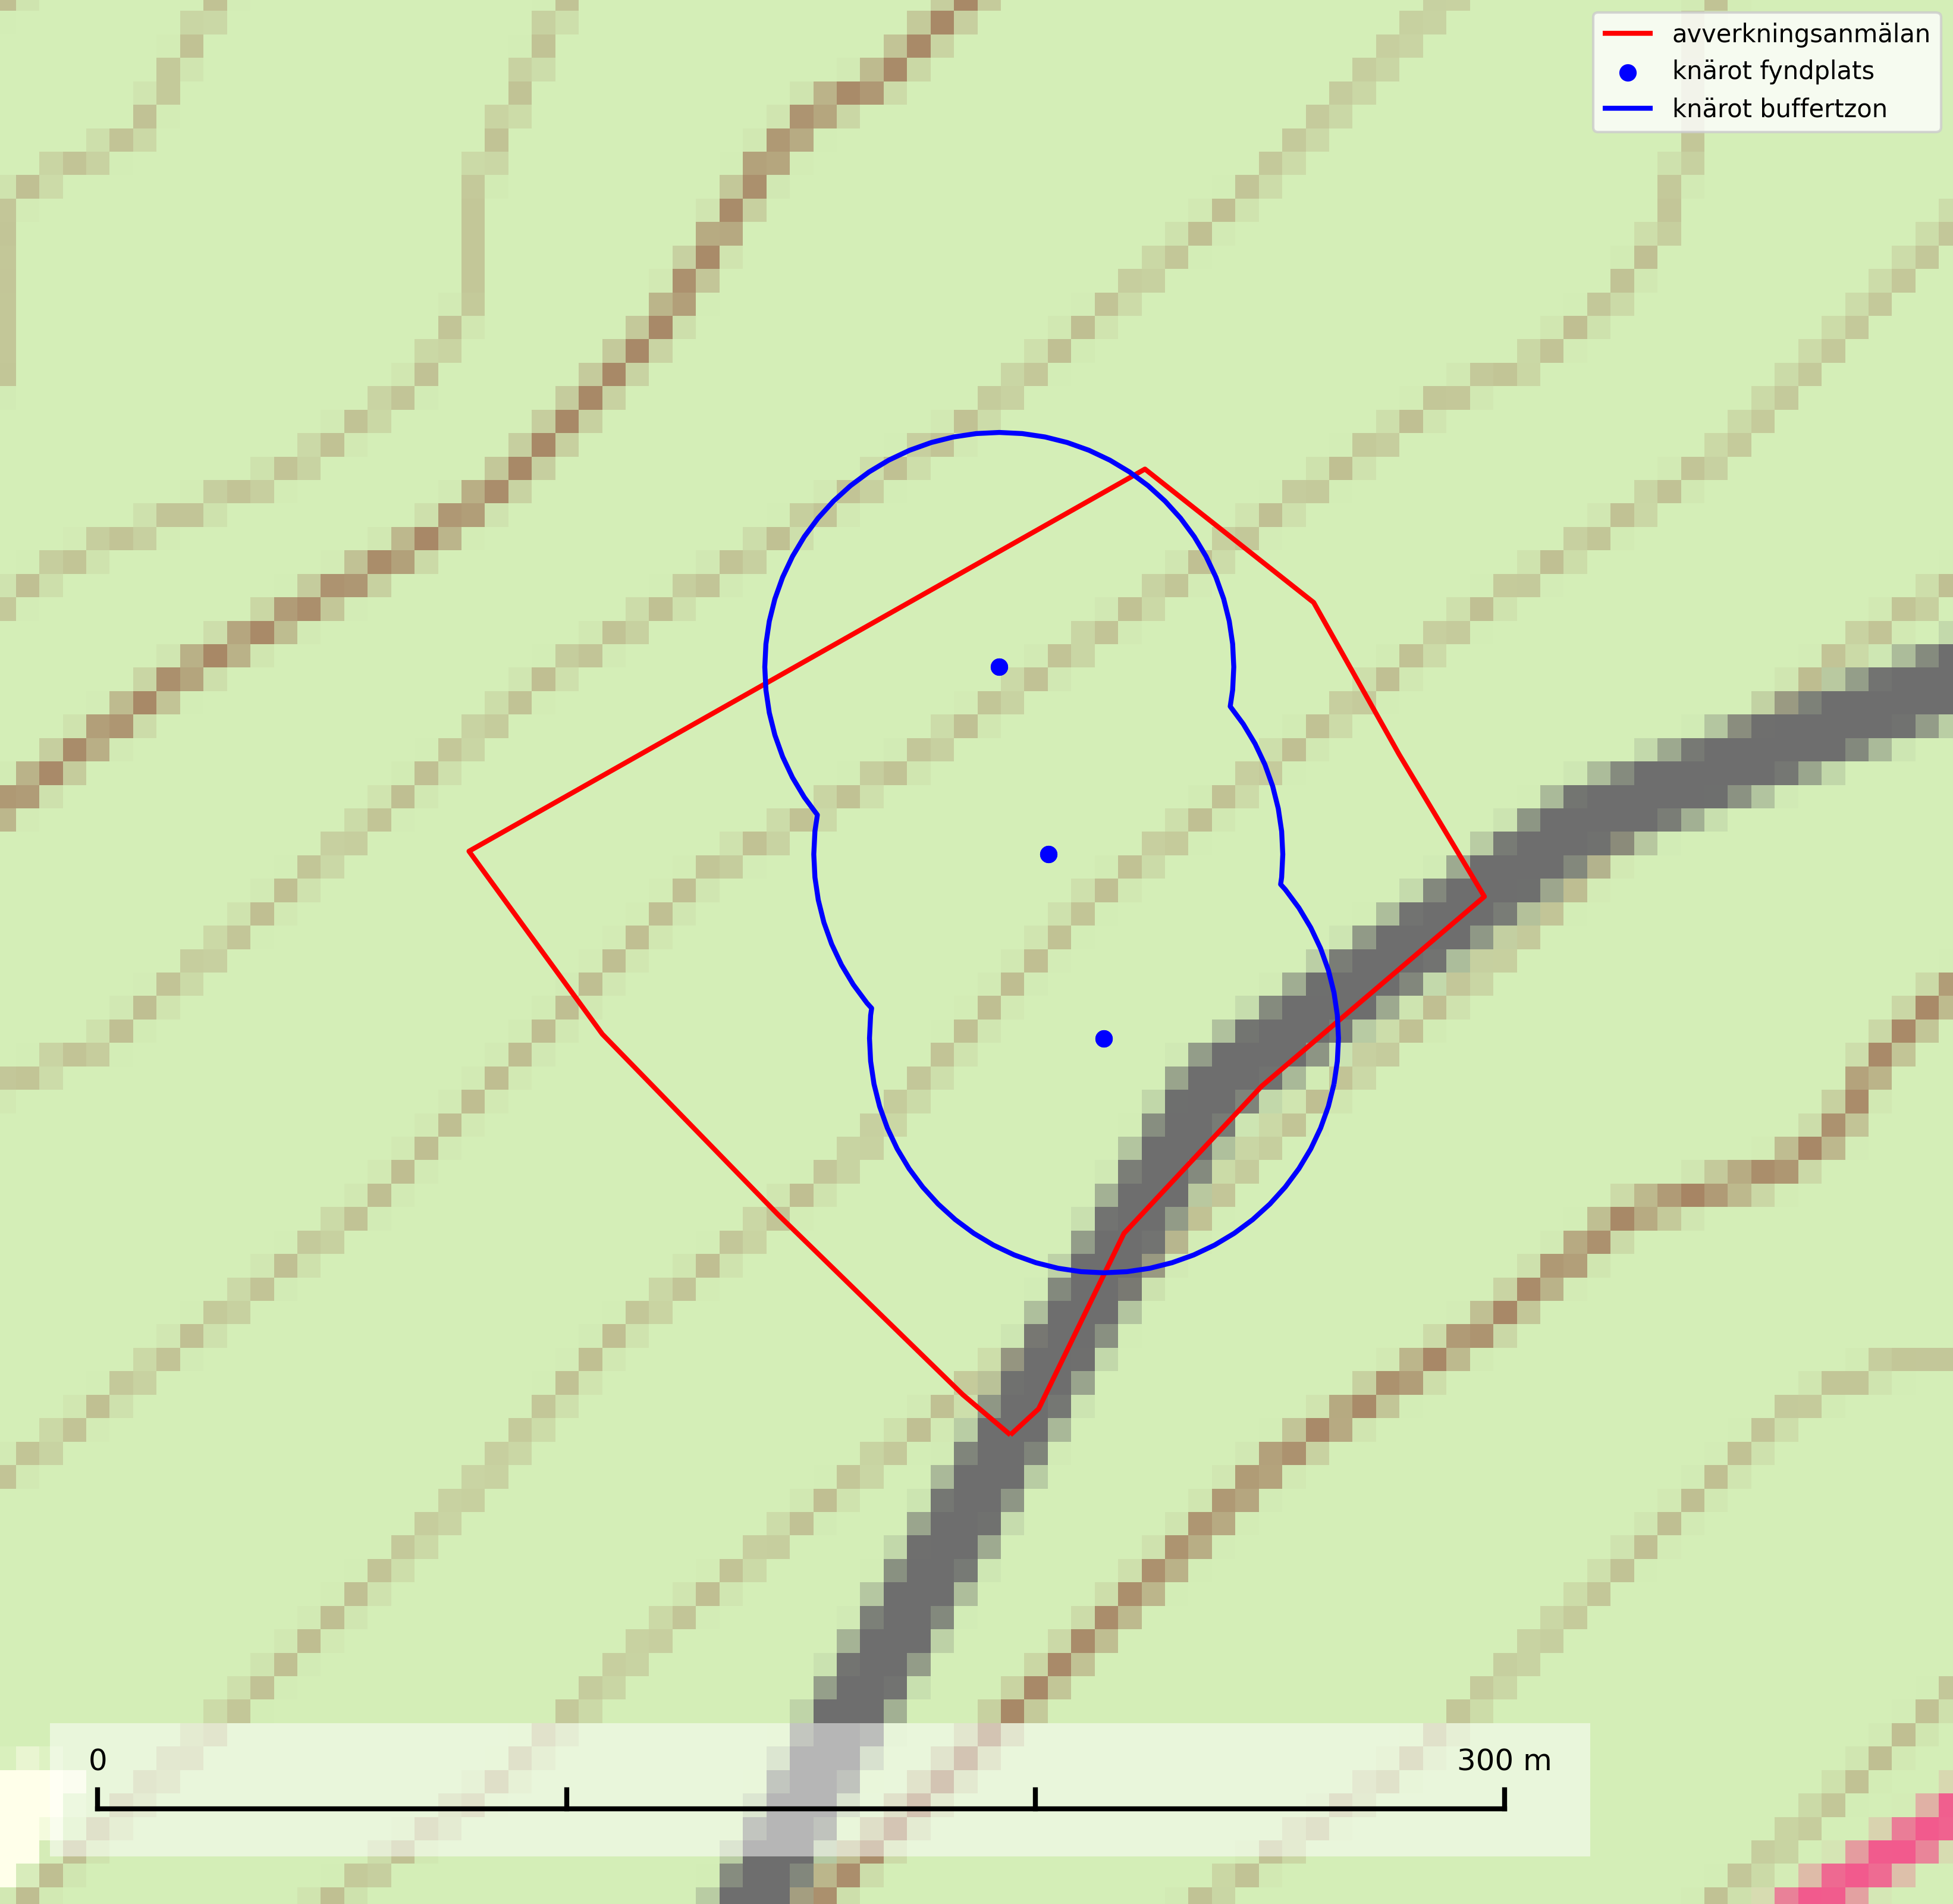 avverkningsanmälan
knärot fyndplats
knärot buffertzon
0
300 m